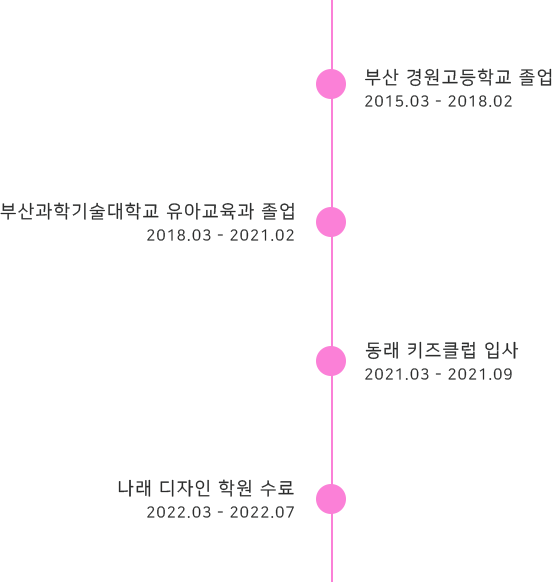 부산 경원고등학교 졸업
2015.03 - 2018.02
부산과학기술대학교 유아교육과 졸업
2018.03 - 2021.02
동래 키즈클럽 입사
2021.03 - 2021.09
나래 디자인 학원 수료
2022.03 - 2022.07